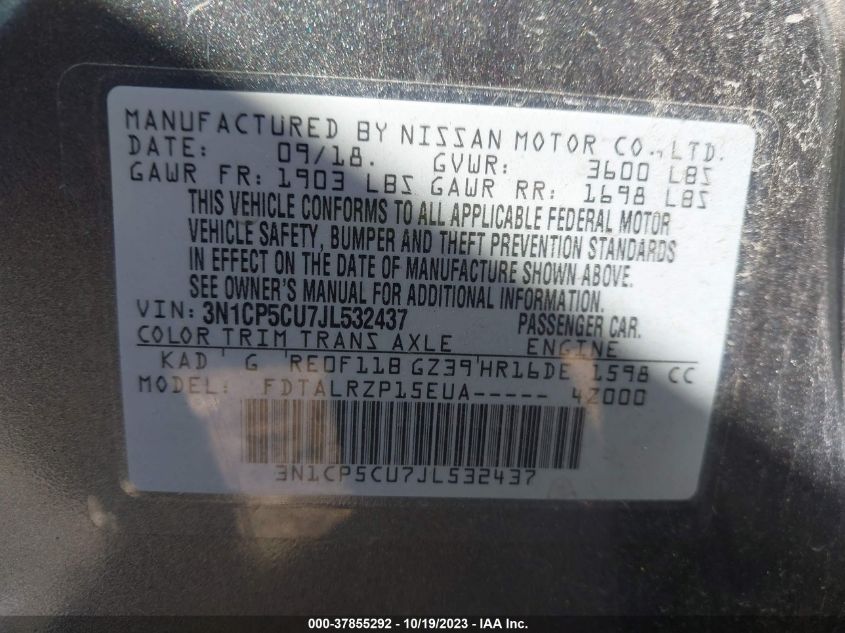 MANUFACTURED BY NISSAN MOTOR CO., LTD.
DATE: 09/18. GVWR: 3600 LBS
GAWR FR: 1903 LBS GAWR RR: 1698 LBS
THIS VEHICLE CONFORMS TO ALL APPLICABLE FEDERAL MOTOR
VEHICLE SAFETY, BUMPER AND THEFT PREVENTION STANDARDS
IN EFFECT ON THE DATE OF MANUFACTURE SHOWN ABOVE.
SEE OWNER'S MANUAL FOR ADDITIONAL INFORMATION.
VIN: 3N1CP5CU7JL532437 PASSENGER CAR.
COLOR TRIM TRANS AXLE ENGINE
KAD G RE0F11B GZ39 HR16DE 1598 CC
MODEL: FDTALRZP15EUA----- 4Z000
3N1CP5CU7JL532437
000-37855292 - 10/19/2023 - IAA Inc.